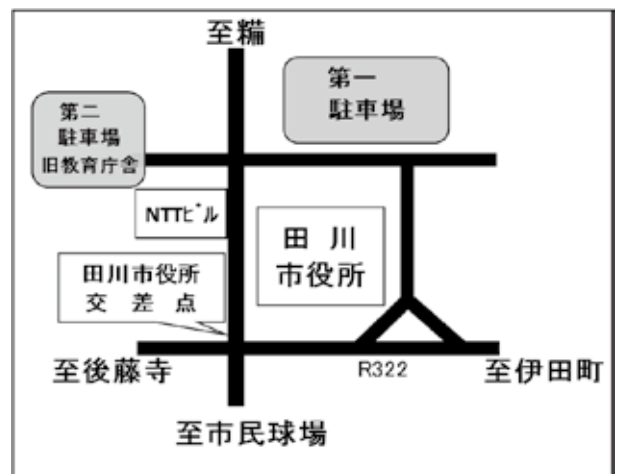 至糒
第一
駐車場
第二
駐車場
旧教育庁舎
NTTビル
田川
市役所
田川市役所
交差点
至後藤寺
R322
至伊田町
至市民球場